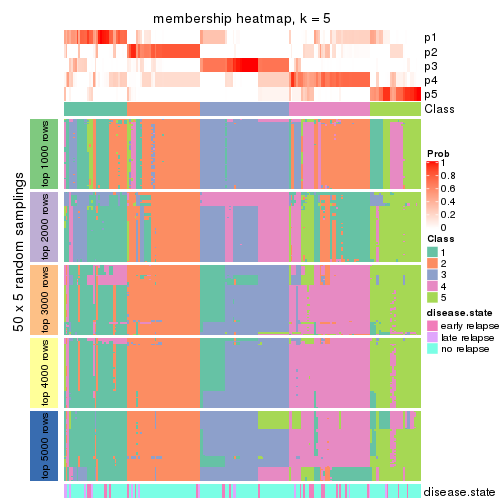 membership heatmap, k = 5
p1
p2
p3
p4
p5
Class
50 x 5 random samplings
top 1000 rows
top 2000 rows
top 3000 rows
top 4000 rows
top 5000 rows
disease.state
Prob
1
0.8
0.6
0.4
0.2
0
Class
1
2
3
4
5
disease.state
early relapse
late relapse
no relapse